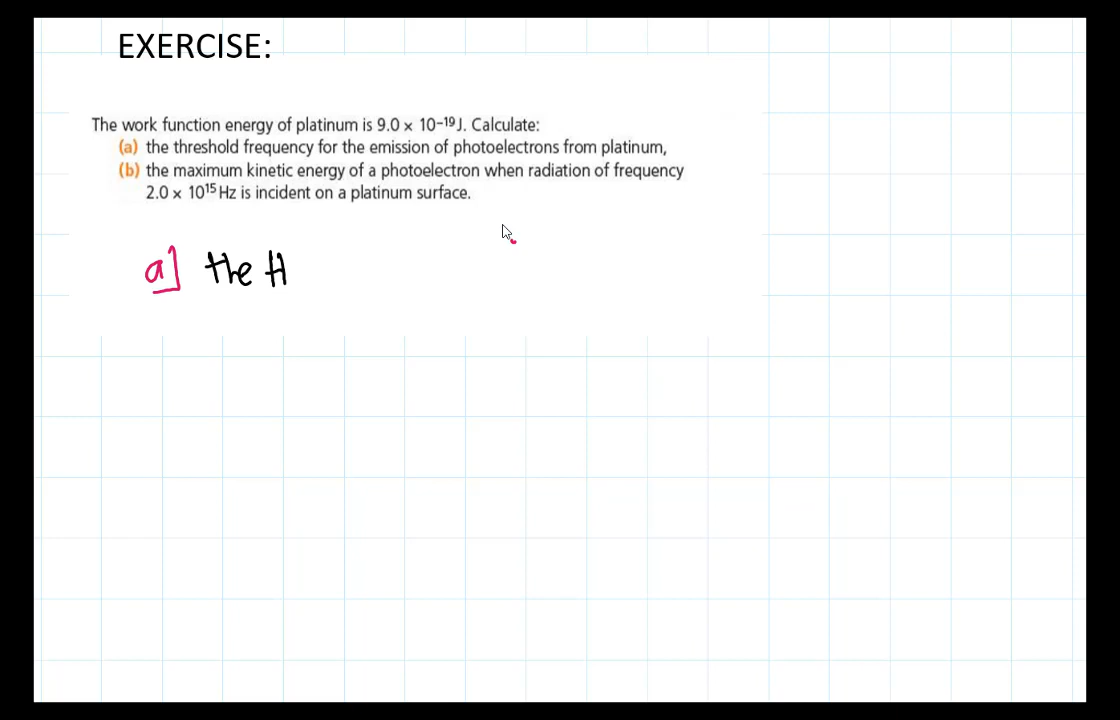 EXERCISE:
The work function energy of platinum is 9.0 × 10⁻¹⁹ J. Calculate:
(a) the threshold frequency for the emission of photoelectrons from platinum,
(b) the maximum kinetic energy of a photoelectron when radiation of frequency
2.0 × 10¹⁵ Hz is incident on a platinum surface.
a] the tH